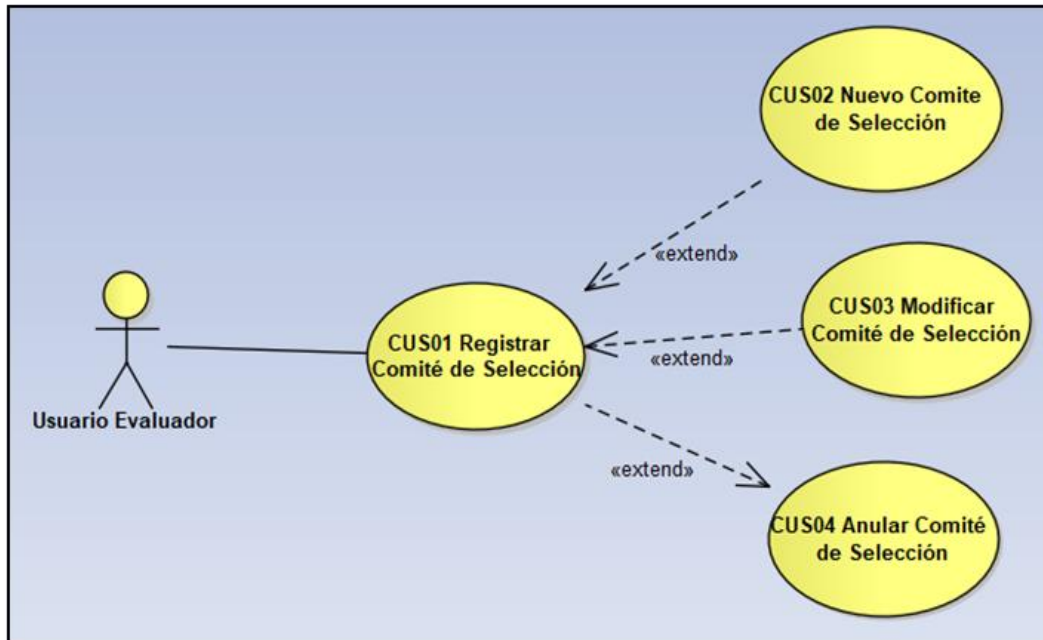 CUS02 Nuevo Comite
de Selección
«extend»
CUS03 Modificar
Comité de Selección
«extend»
CUS01 Registrar
Comité de Selección
Usuario Evaluador
«extend»
CUS04 Anular Comité
de Selección